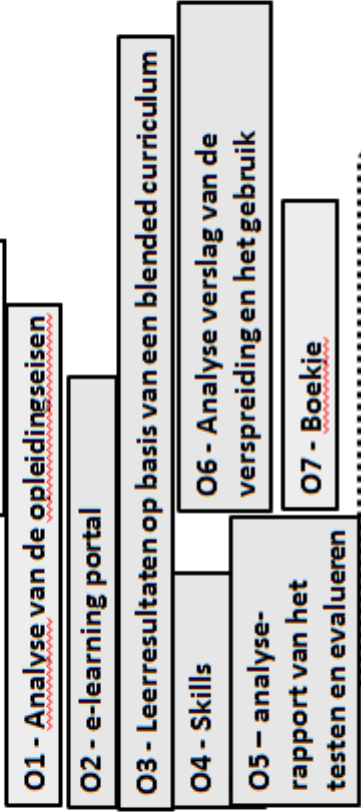 O1 - Analyse van de opleidingseisen
O2 - e-learning portal
O3 - Leerresultaten op basis van een blended curriculum
O4 - Skills
O5 – analyse-
rapport van het
testen en evalueren
O6 - Analyse verslag van de
verspreiding en het gebruik
O7 - Boekje